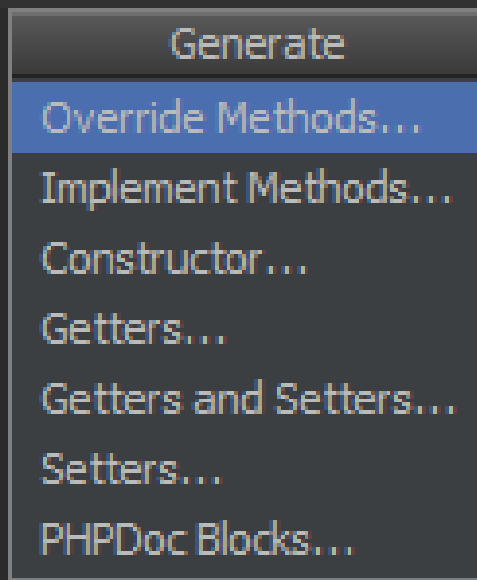 Generate
Override Methods...
Implement Methods...
Constructor...
Getters...
Getters and Setters...
Setters...
PHPDoc Blocks...